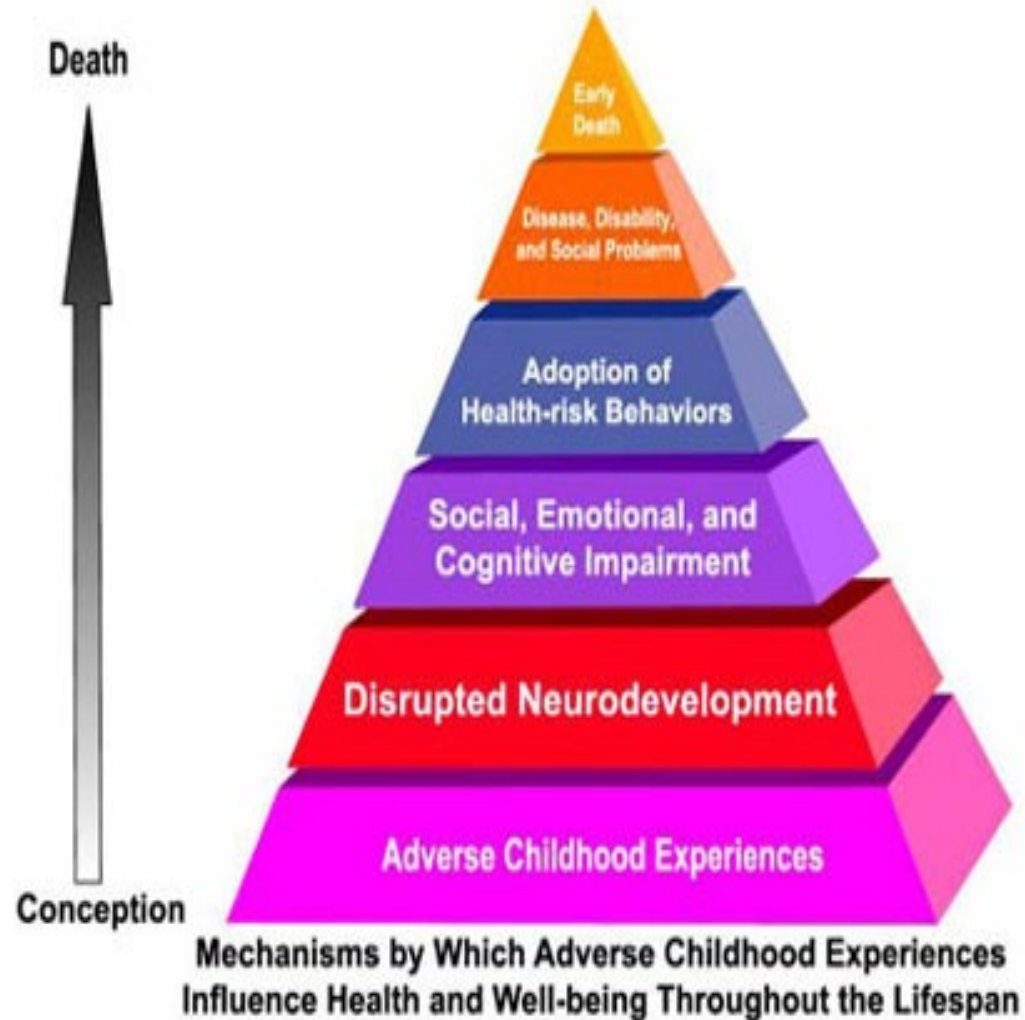 Death
Early
Death
Disease, Disability,
and Social Problems
Adoption of
Health-risk Behaviors
Social, Emotional, and
Cognitive Impairment
Disrupted Neurodevelopment
Adverse Childhood Experiences
Conception
Mechanisms by Which Adverse Childhood Experiences
Influence Health and Well-being Throughout the Lifespan